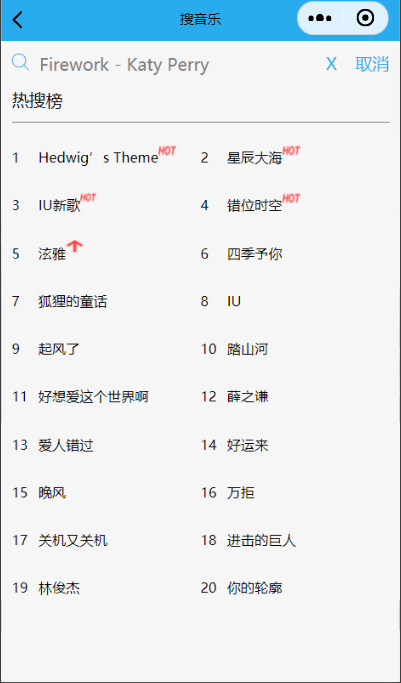 搜音乐
Firework - Katy Perry X 取消
热搜榜
1 Hedwig’s Theme HOT 2 星辰大海 HOT
3 IU新歌 HOT 4 错位时空 HOT
5 泫雅 6 四季予你
7 狐狸的童话 8 IU
9 起风了 10 踏山河
11 好想爱这个世界啊 12 薛之谦
13 爱人错过 14 好运来
15 晚风 16 万拒
17 关机又关机 18 进击的巨人
19 林俊杰 20 你的轮廓